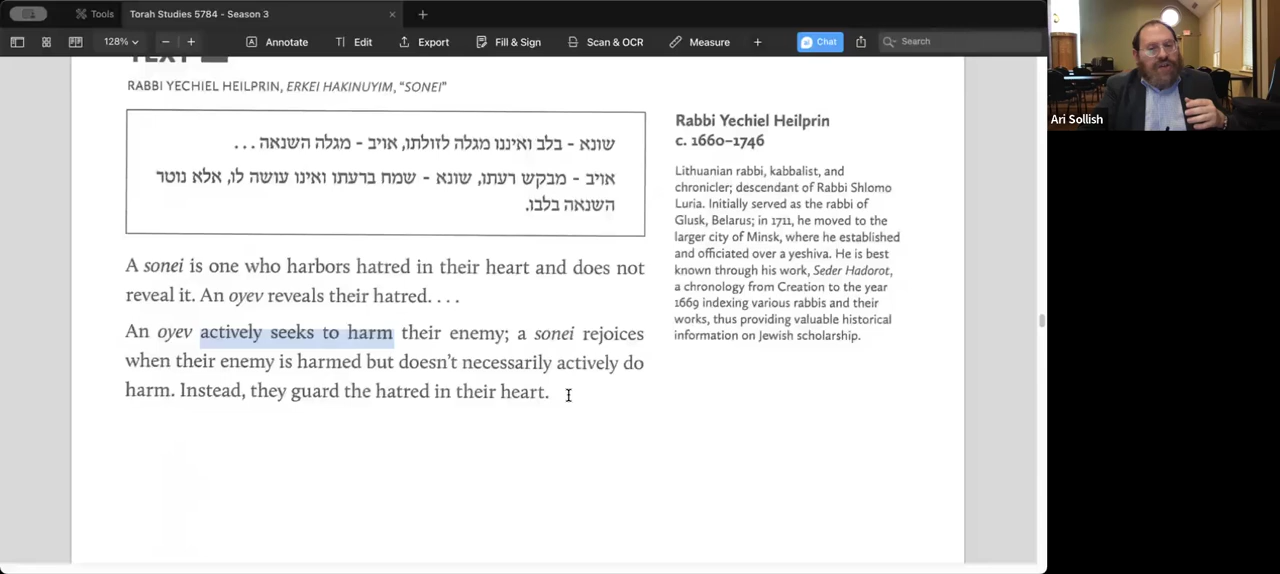 Tools
Torah Studies 5784 - Season 3
128%
Annotate
Edit
Export
Fill & Sign
Scan & OCR
Measure
Chat
Search
Ari Sollish
TEXT
RABBI YECHIEL HEILPRIN, ERKEI HAKINUYIM, “SONEI”
שונא - בלב ואיננו מגלה לזולתו, אויב - מגלה השנאה . . .
אויב - מבקש רעתו, שונא - שמח ברעתו ואינו עושה לו, אלא נוטר
השנאה בלבו.
A sonei is one who harbors hatred in their heart and does not
reveal it. An oyev reveals their hatred. . . .
An oyev actively seeks to harm their enemy; a sonei rejoices
when their enemy is harmed but doesn’t necessarily actively do
harm. Instead, they guard the hatred in their heart.
Rabbi Yechiel Heilprin
c. 1660–1746
Lithuanian rabbi, kabbalist, and
chronicler; descendant of Rabbi Shlomo
Luria. Initially served as the rabbi of
Glusk, Belarus; in 1711, he moved to the
larger city of Minsk, where he established
and officiated over a yeshiva. He is best
known through his work, Seder Hadorot,
a chronology from Creation to the year
1669 indexing various rabbis and their
works, thus providing valuable historical
information on Jewish scholarship.